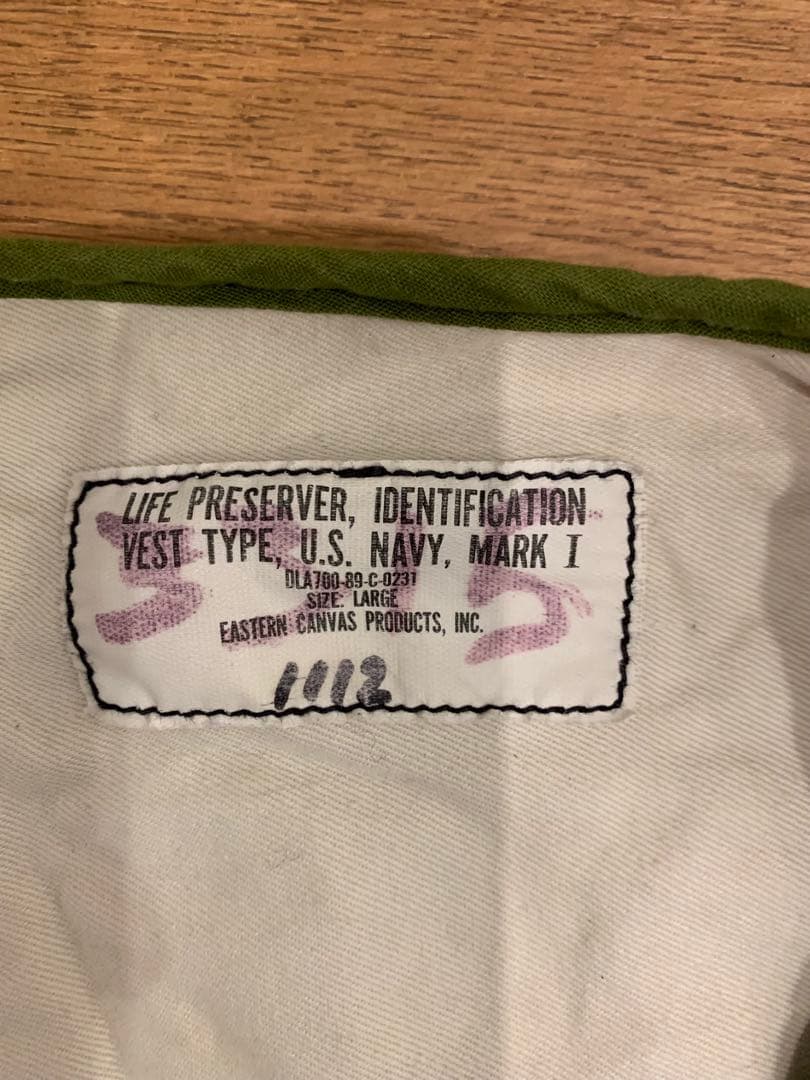 LIFE PRESERVER, IDENTIFICATION
VEST TYPE, U.S. NAVY, MARK I
DLA700-89-C-0231
SIZE: LARGE
EASTERN CANVAS PRODUCTS, INC.
1112